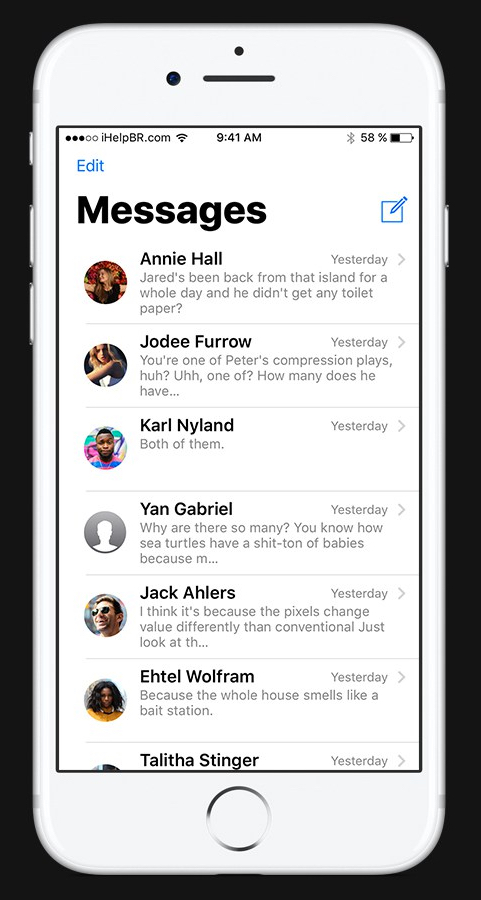 iHelpBR.com 9:41 AM 58 %
Edit
Messages
Annie Hall Yesterday
Jared's been back from that island for a
whole day and he didn't get any toilet
paper?
Jodee Furrow Yesterday
You're one of Peter's compression plays,
huh? Uhh, one of? How many does he
have...
Karl Nyland Yesterday
Both of them.
Yan Gabriel Yesterday
Why are there so many? You know how
sea turtles have a shit-ton of babies
because m...
Jack Ahlers Yesterday
I think it's because the pixels change
value differently than conventional Just
look at th...
Ehtel Wolfram Yesterday
Because the whole house smells like a
bait station.
Talitha Stinger Yesterday